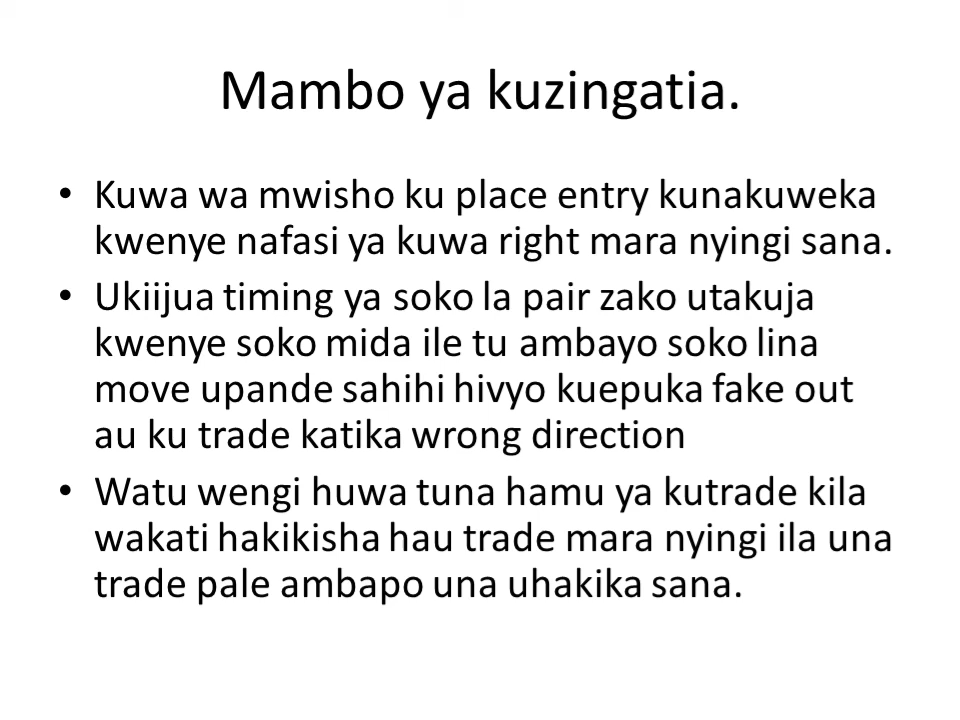 Mambo ya kuzingatia.
• Kuwa wa mwisho ku place entry kunakuweka
kwenye nafasi ya kuwa right mara nyingi sana.
• Ukiijua timing ya soko la pair zako utakuja
kwenye soko mida ile tu ambayo soko lina
move upande sahihi hivyo kuepuka fake out
au ku trade katika wrong direction
• Watu wengi huwa tuna hamu ya kutrade kila
wakati hakikisha hau trade mara nyingi ila una
trade pale ambapo una uhakika sana.